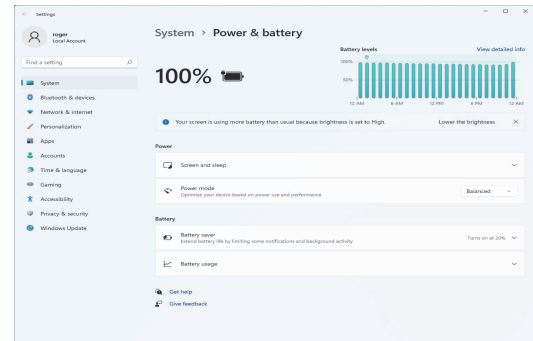 Settings
roger
Local Account
Find a setting
System
Bluetooth & devices
Network & internet
Personalization
Apps
Accounts
Time & language
Gaming
Accessibility
Privacy & security
Windows Update
System > Power & battery
Battery levels
View detailed info
100%
100%
50%
12 AM 6 AM 12 PM 6 PM 12 AM
Your screen is using more battery than usual because brightness is set to High.
Lower the brightness
Power
Screen and sleep
Power mode
Optimize your device based on power use and performance
Balanced
Battery
Battery saver
Extend battery life by limiting some notifications and background activity
Turns on at 20%
Battery usage
Get help
Give feedback